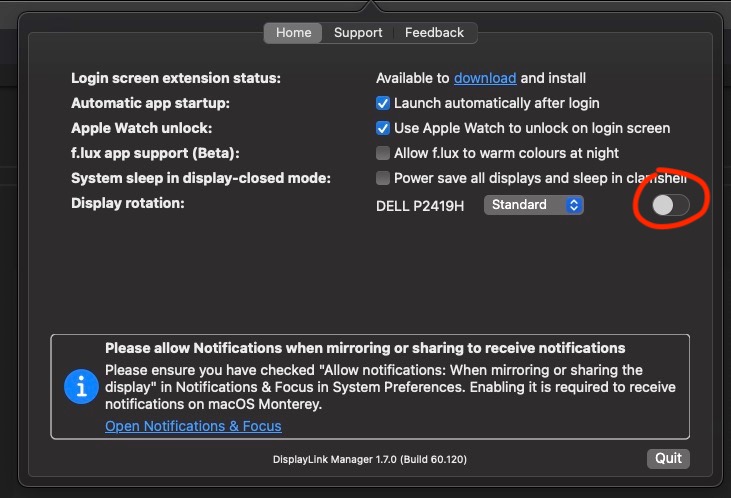 Home Support Feedback
Login screen extension status: Available to download and install
Automatic app startup: Launch automatically after login
Apple Watch unlock: Use Apple Watch to unlock on login screen
f.lux app support (Beta): Allow f.lux to warm colours at night
System sleep in display-closed mode: Power save all displays and sleep in clamshell
Display rotation: DELL P2419H Standard
Please allow Notifications when mirroring or sharing to receive notifications
Please ensure you have checked "Allow notifications: When mirroring or sharing the
display" in Notifications & Focus in System Preferences. Enabling it is required to receive
notifications on macOS Monterey.
Open Notifications & Focus
DisplayLink Manager 1.7.0 (Build 60.120)
Quit